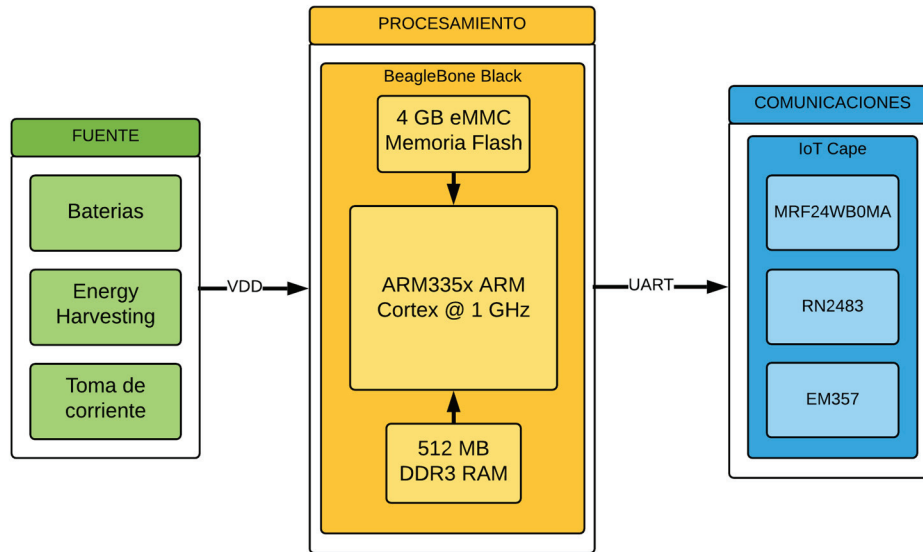 FUENTE
Baterias
Energy
Harvesting
Toma de
corriente
VDD
PROCESAMIENTO
BeagleBone Black
4 GB eMMC
Memoria Flash
ARM335x ARM
Cortex @ 1 GHz
512 MB
DDR3 RAM
UART
COMUNICACIONES
IoT Cape
MRF24WB0MA
RN2483
EM357